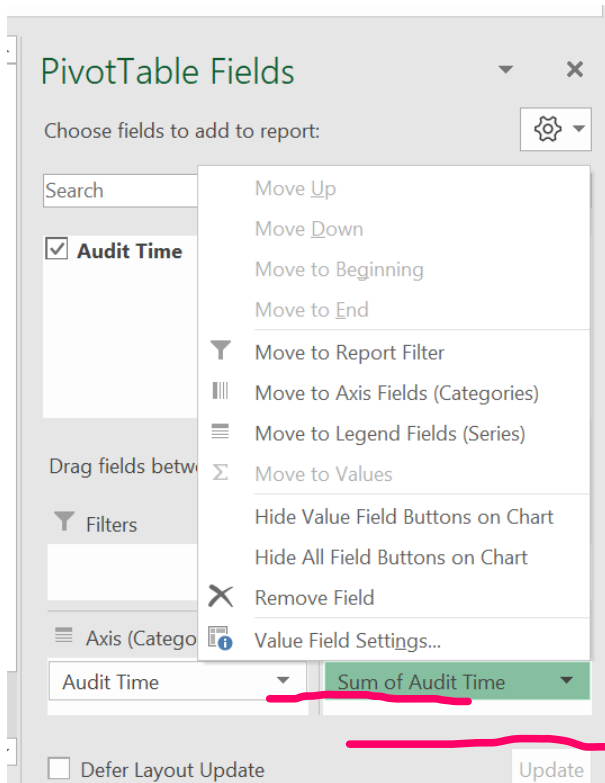 PivotTable Fields
Choose fields to add to report:
Search
Move Up
Move Down
Audit Time
Move to Beginning
Move to End
Move to Report Filter
Move to Axis Fields (Categories)
Move to Legend Fields (Series)
Drag fields betw
Move to Values
Filters
Hide Value Field Buttons on Chart
Hide All Field Buttons on Chart
Remove Field
Axis (Catego
Value Field Settings...
Audit Time
Sum of Audit Time
Defer Layout Update
Update